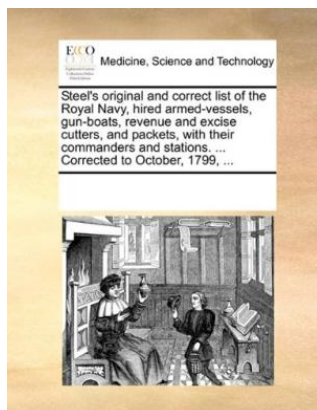 ECCO
Medicine, Science and Technology
Steel's original and correct list of the
Royal Navy, hired armed-vessels,
gun-boats, revenue and excise
cutters, and packets, with their
commanders and stations. ...
Corrected to October, 1799, ...